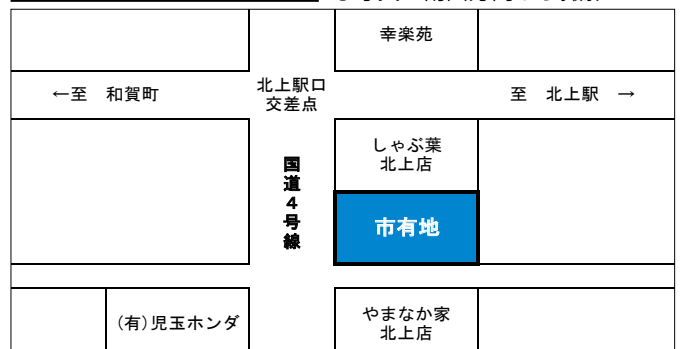 幸楽苑
←至 和賀町
北上駅口
交差点
至 北上駅 →
しゃぶ葉
北上店
国道4号線
市有地
(有)児玉ホンダ
やまなか家
北上店